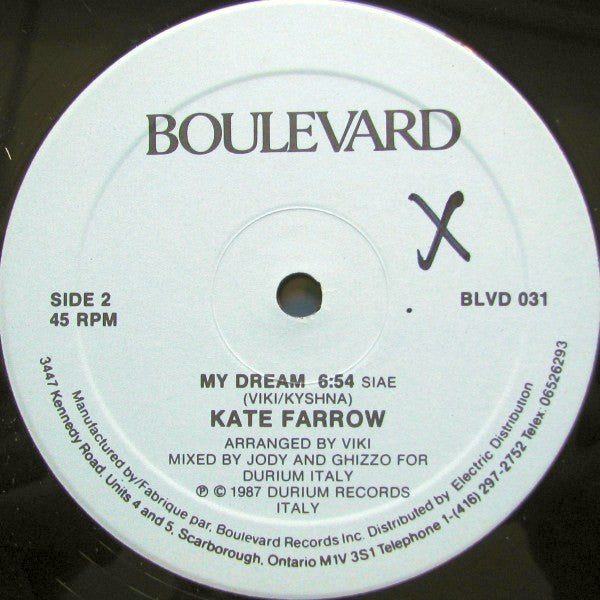 BOULEVARD
X
SIDE 2
45 RPM
BLVD 031
MY DREAM 6:54 SIAE
(VIKI/KYSHNA)
KATE FARROW
ARRANGED BY VIKI
MIXED BY JODY AND GHIZZO FOR
DURIUM ITALY
Ⓟ © 1987 DURIUM RECORDS
ITALY
Manufactured by/Fabrique par. Boulevard Records Inc. Distributed by Electric Distribution
3447 Kennedy Road, Units 4 and 5, Scarborough, Ontario M1V 3S1 Telephone 1-(416) 297-2752 Telex 06526293